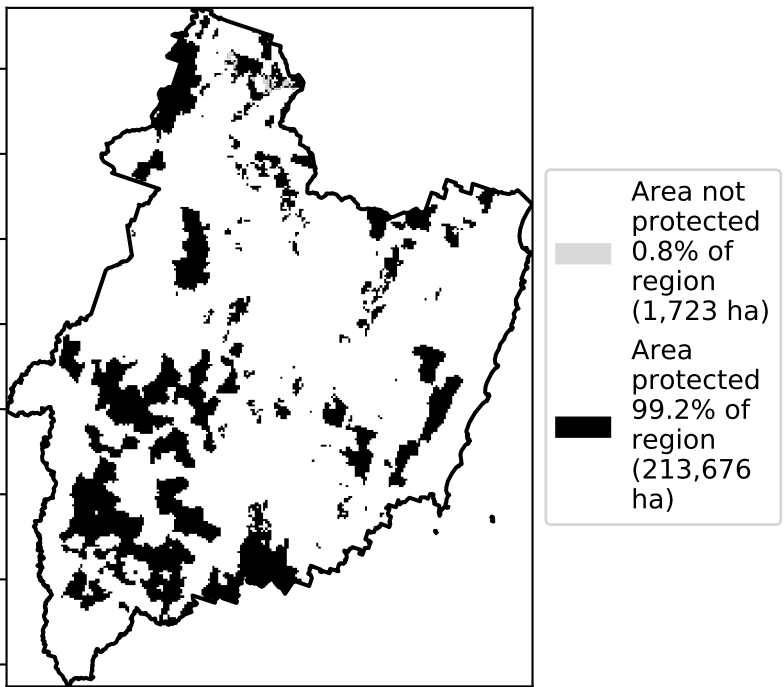 Area not
protected
0.8% of
region
(1,723 ha)
Area
protected
99.2% of
region
(213,676
ha)